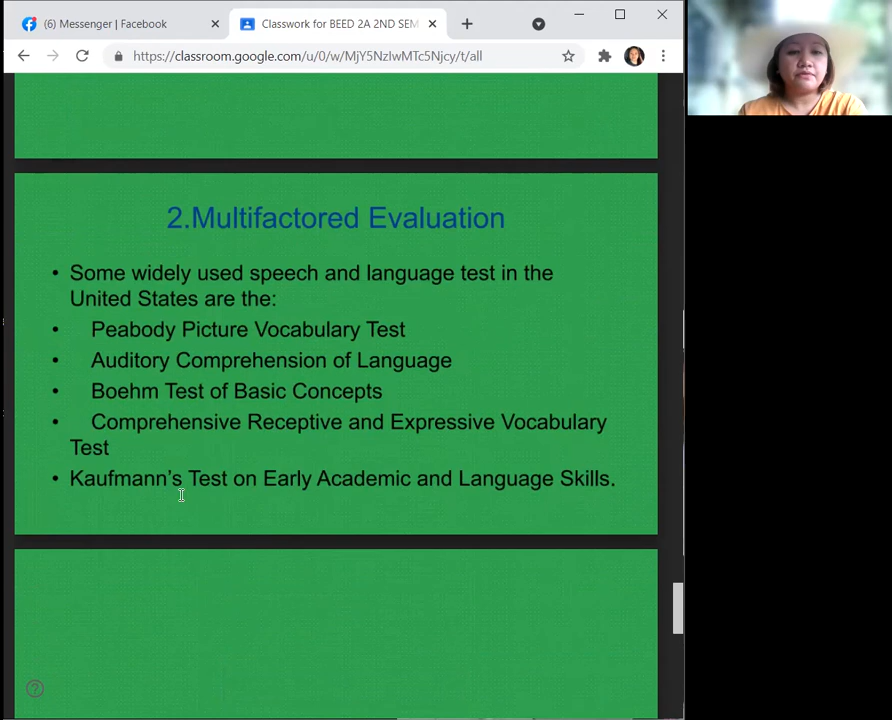 (6) Messenger | Facebook
Classwork for BEED 2A 2ND SEM
https://classroom.google.com/u/0/w/MjY5NzIwMTc5Njcy/t/all
2.Multifactored Evaluation
• Some widely used speech and language test in the
United States are the:
• Peabody Picture Vocabulary Test
• Auditory Comprehension of Language
• Boehm Test of Basic Concepts
• Comprehensive Receptive and Expressive Vocabulary
Test
• Kaufmann's Test on Early Academic and Language Skills.